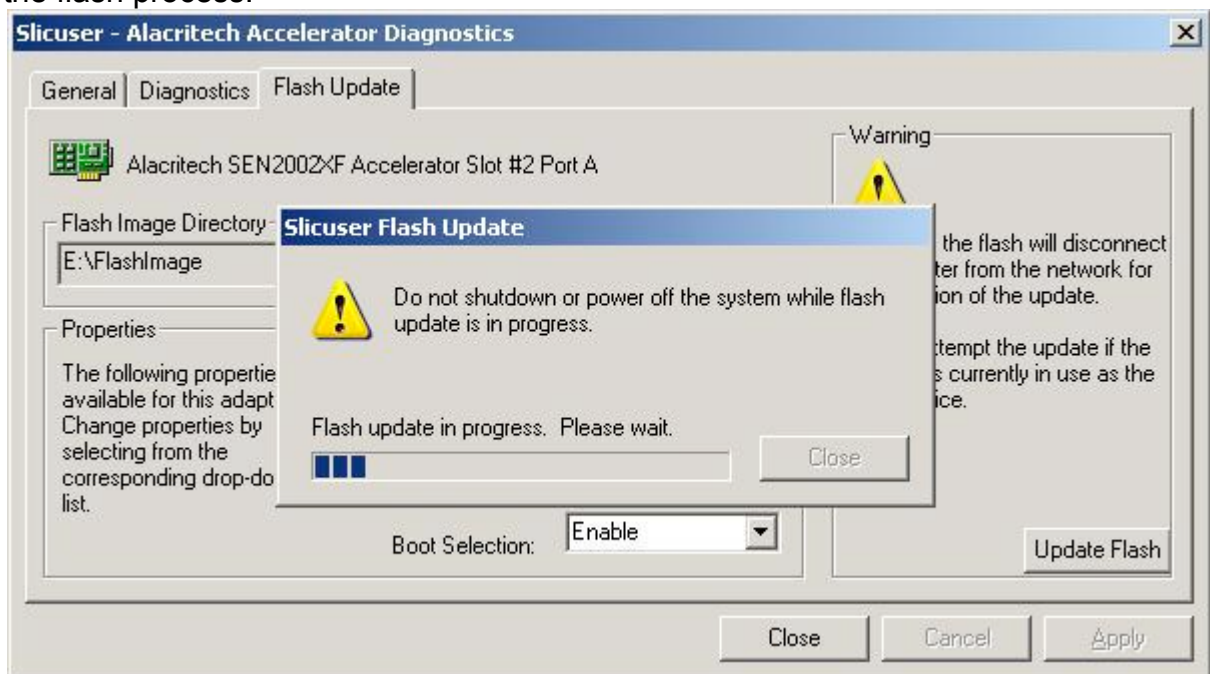 the flash process.
Slicuser - Alacritech Accelerator Diagnostics
General
Diagnostics
Flash Update
Alacritech SEN2002XF Accelerator Slot #2 Port A
Warning
Flash Image Directory
E:\FlashImage
Slicuser Flash Update
Do not shutdown or power off the system while flash
update is in progress.
Flash update in progress. Please wait.
Close
the flash will disconnect
ter from the network for
ion of the update.
tempt the update if the
s currently in use as the
ice.
Properties
The following propertie
available for this adapt
Change properties by
selecting from the
corresponding drop-do
list.
Boot Selection:
Enable
Update Flash
Close
Cancel
Apply